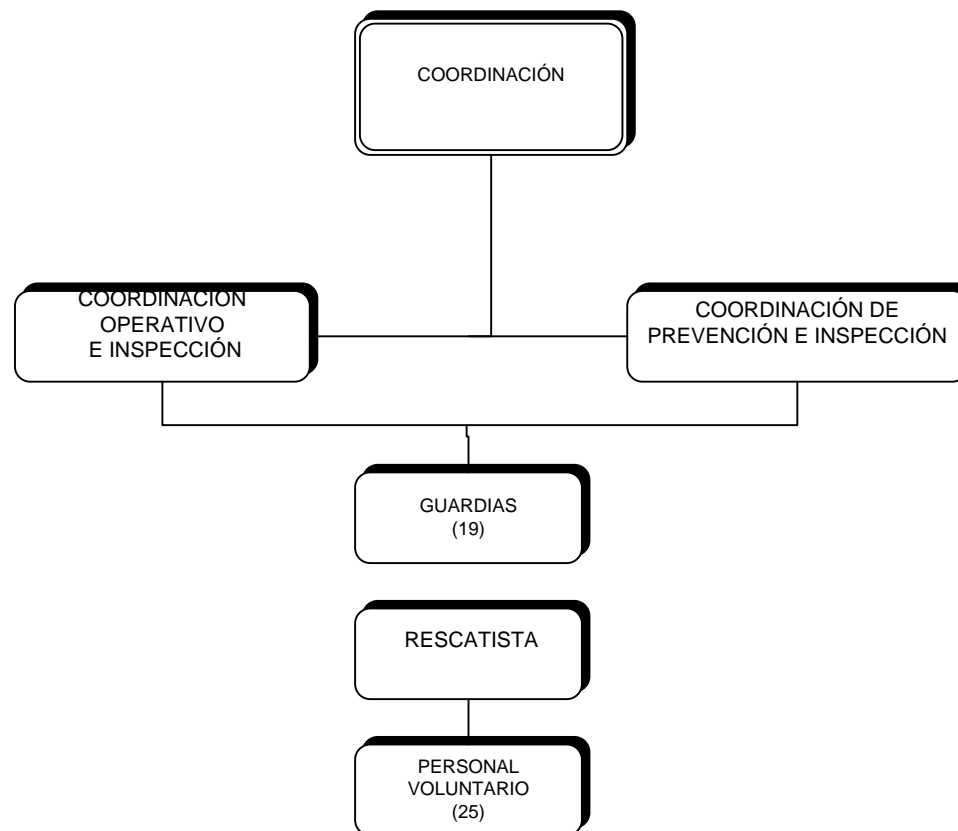 COORDINACIÓN
COORDINACION
OPERATIVO
E INSPECCIÓN
COORDINACIÓN DE
PREVENCIÓN E INSPECCIÓN
GUARDIAS
(19)
RESCATISTA
PERSONAL
VOLUNTARIO
(25)